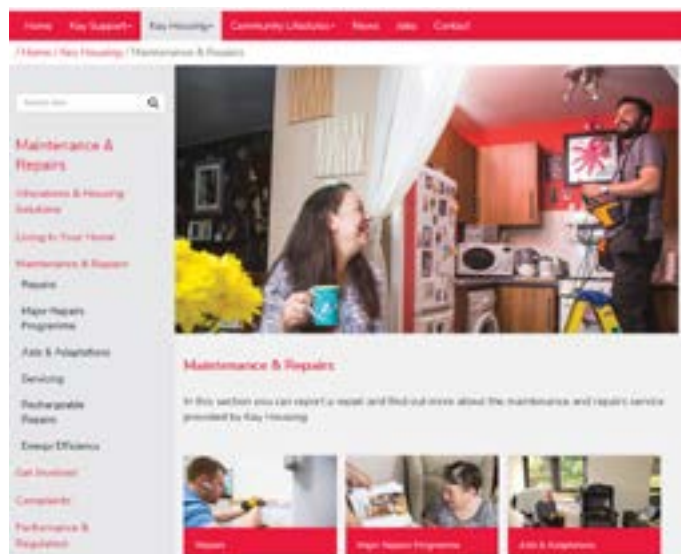 Home Key Support Key Housing Community Lifestyles News Jobs Contact
/ Home / Key Housing / Maintenance & Repairs
Maintenance &
Repairs
Allocations & Housing
Solutions
Living In Your Home
Maintenance & Repairs
Repairs
Major Repairs
Programme
Aids & Adaptations
Servicing
Rechargeable
Repairs
Energy Efficiency
Get Involved
Complaints
Performance &
Regulation
Maintenance & Repairs
In this section you can report a repair and find out more about the maintenance and repairs service
provided by Key Housing.
Repairs
Major Repairs Programme
Aids & Adaptations